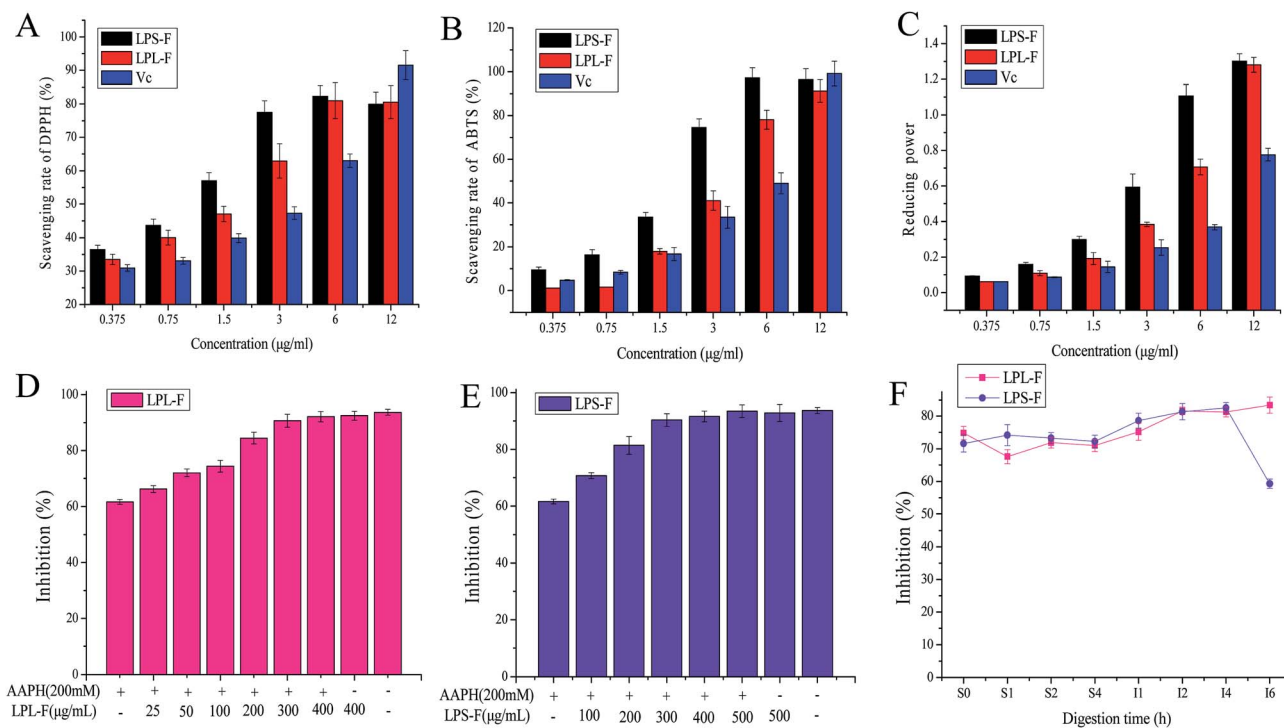 A
LPS-F
LPL-F
Vc
Scavenging rate of DPPH (%)
100
90
80
70
60
50
40
30
20
0.375 0.75 1.5 3 6 12
Concentration (μg/ml)
B
LPS-F
LPL-F
Vc
Scavenging rate of ABTS (%)
120
100
80
60
40
20
0
0.375 0.75 1.5 3 6 12
Concentration (μg/ml)
C
LPS-F
LPL-F
Vc
Reducing power
1.4
1.2
1.0
0.8
0.6
0.4
0.2
0.0
0.375 0.75 1.5 3 6 12
Concentration (μg/ml)
D
LPL-F
Inhibition (%)
100
80
60
40
20
0
AAPH(200mM) + + + + + + + - -
LPL-F(μg/mL) - 25 50 100 200 300 400 400 -
E
LPS-F
Inhibition (%)
100
80
60
40
20
0
AAPH(200mM) + + + + + + - -
LPS-F(μg/mL) - 100 200 300 400 500 500 -
F
LPL-F
LPS-F
Inhibition (%)
90
80
70
60
50
40
30
20
10
0
S0 S1 S2 S4 I1 I2 I4 I6
Digestion time (h)